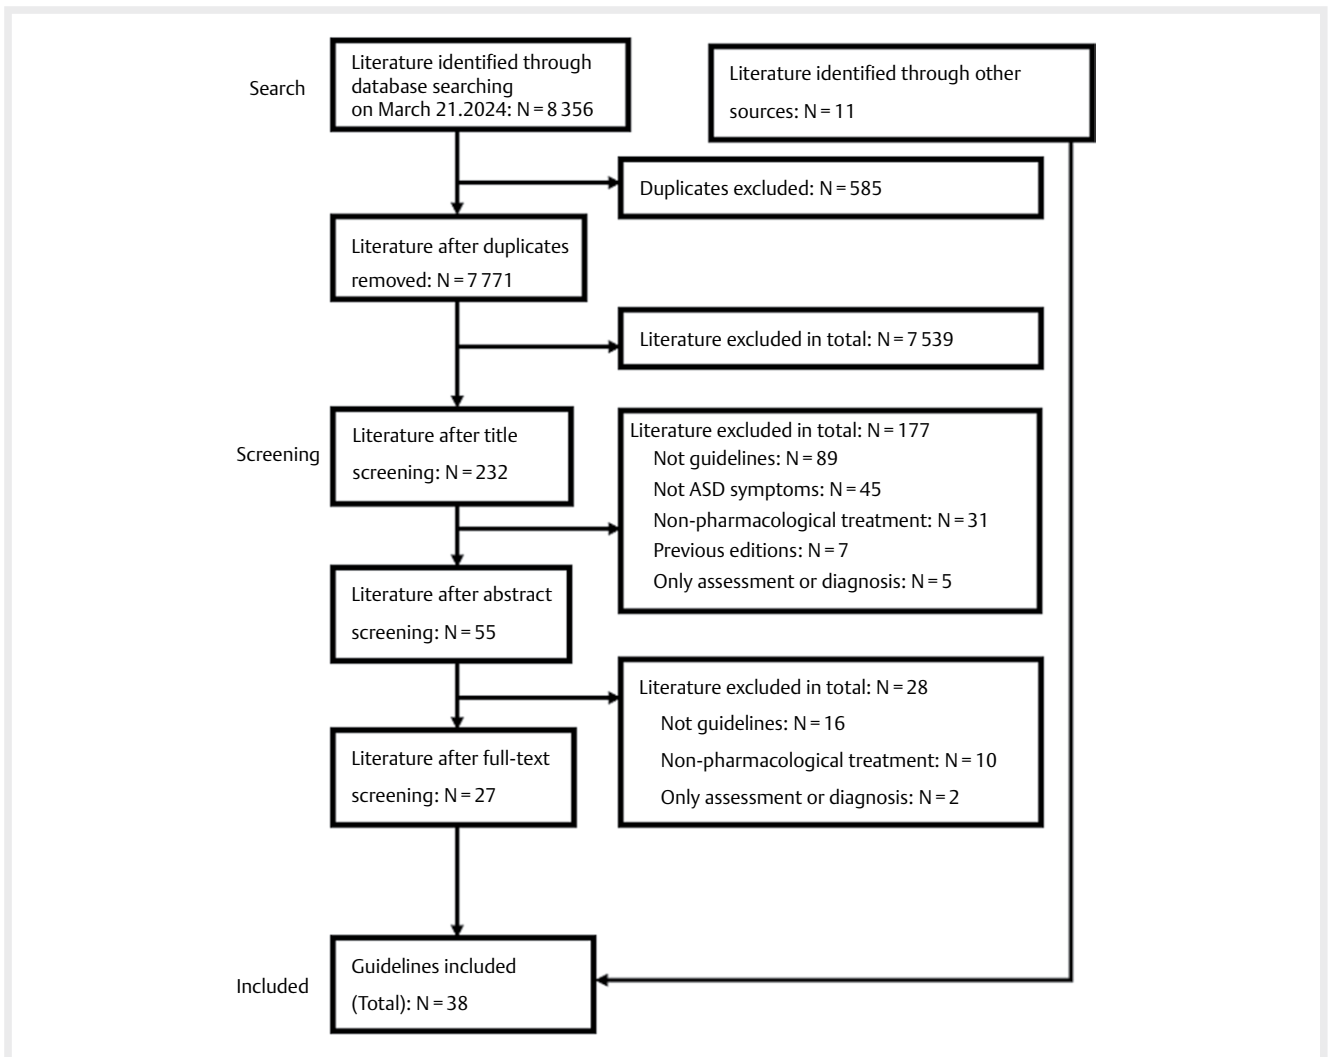 Search
Literature identified through
database searching
on March 21.2024: N = 8 356
Literature identified through other
sources: N = 11
Duplicates excluded: N = 585
Literature after duplicates
removed: N = 7 771
Literature excluded in total: N = 7 539
Screening
Literature after title
screening: N = 232
Literature excluded in total: N = 177
Not guidelines: N = 89
Not ASD symptoms: N = 45
Non-pharmacological treatment: N = 31
Previous editions: N = 7
Only assessment or diagnosis: N = 5
Literature after abstract
screening: N = 55
Literature excluded in total: N = 28
Not guidelines: N = 16
Non-pharmacological treatment: N = 10
Only assessment or diagnosis: N = 2
Literature after full-text
screening: N = 27
Included
Guidelines included
(Total): N = 38